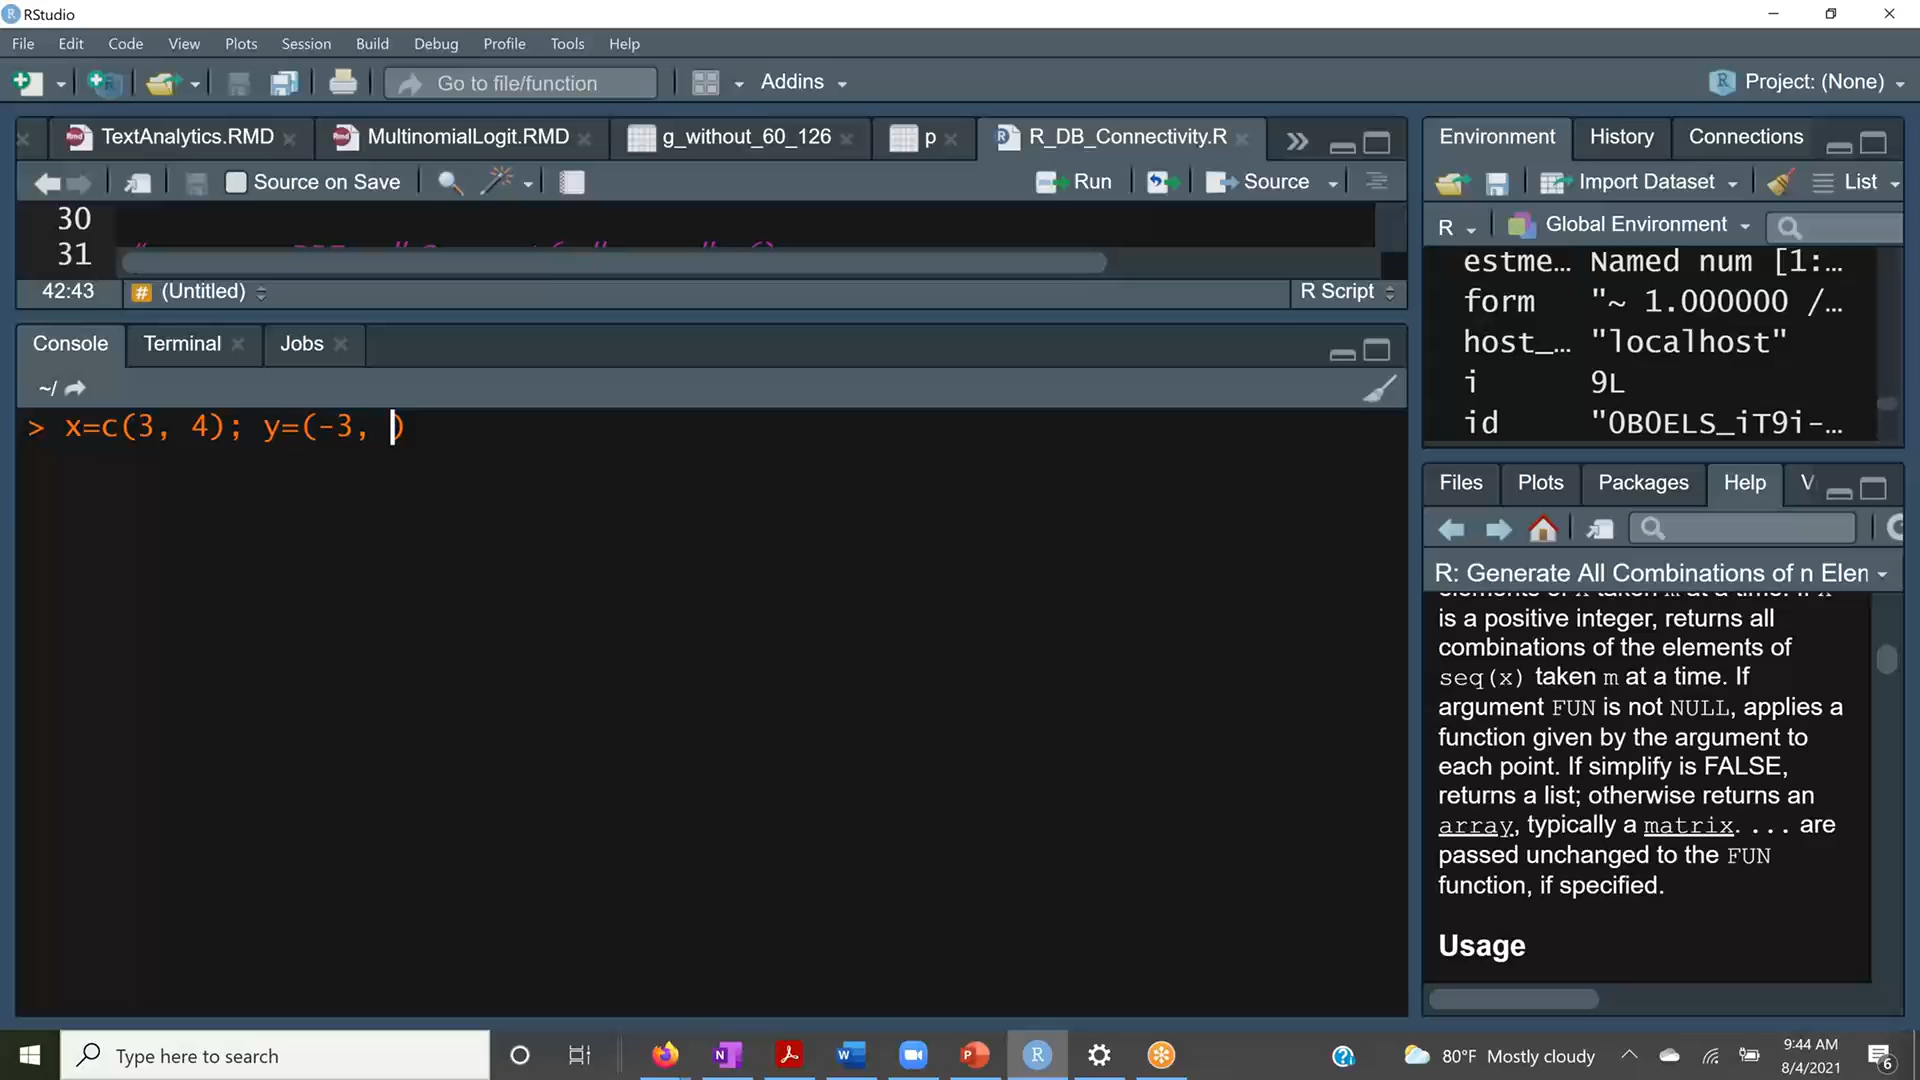 RStudio
File Edit Code View Plots Session Build Debug Profile Tools Help
Go to file/function Addins Project: (None)
TextAnalytics.RMD MultinomialLogit.RMD g_without_60_126 p R_DB_Connectivity.R
Source on Save Run Source
30
31
42:43 # (Untitled) R Script
Console Terminal Jobs
~/
> x=c(3, 4); y=(-3, )
Environment History Connections
Import Dataset List
R Global Environment
estme… Named num [1:…
form "~ 1.000000 /…
host_… "localhost"
i 9L
id "OBOELS_iT9i-…
Files Plots Packages Help V
R: Generate All Combinations of n Elen
elements of x taken m at a time. If x
is a positive integer, returns all
combinations of the elements of
seq(x) taken m at a time. If
argument FUN is not NULL, applies a
function given by the argument to
each point. If simplify is FALSE,
returns a list; otherwise returns an
array, typically a matrix. ... are
passed unchanged to the FUN
function, if specified.
Usage
Type here to search
80°F Mostly cloudy
9:44 AM
8/4/2021
6